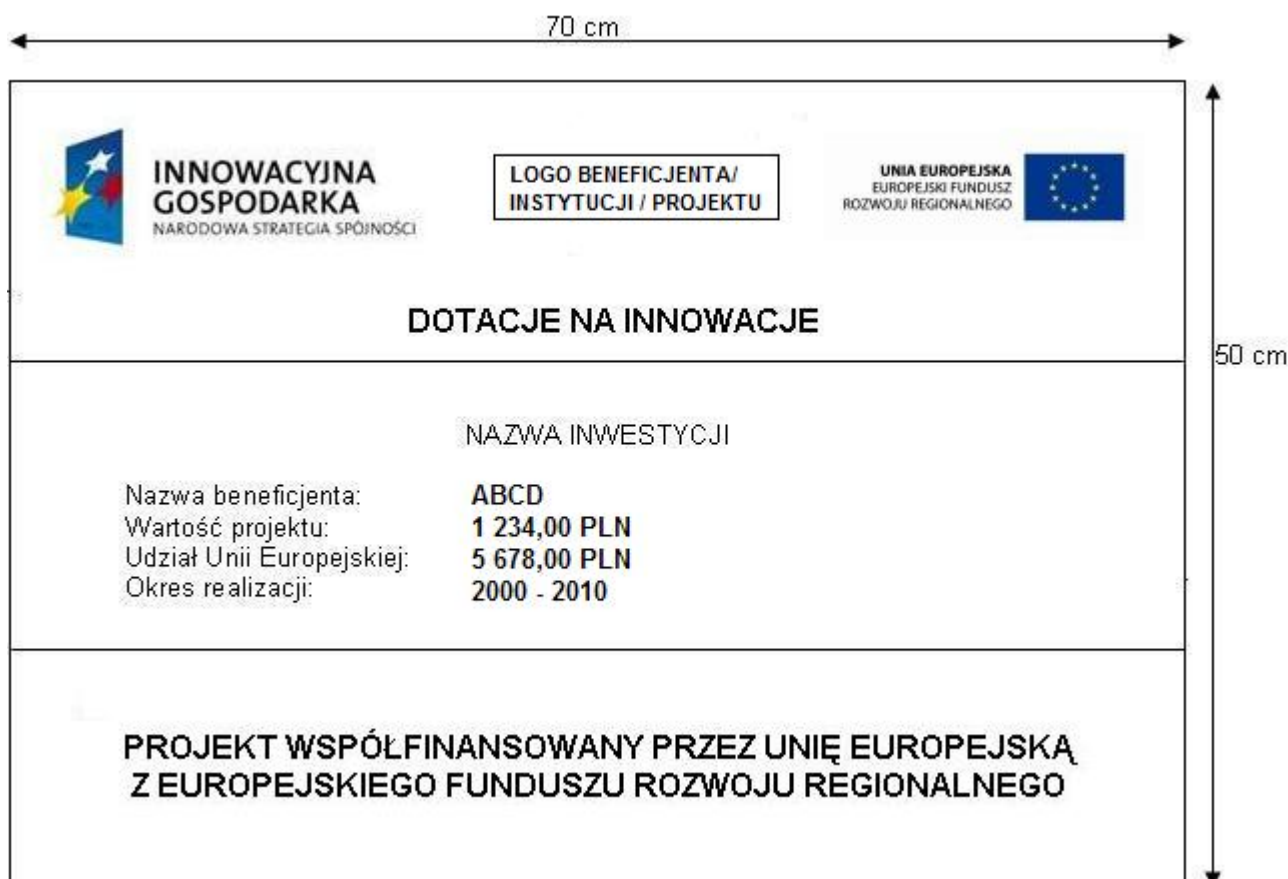 70 cm
INNOWACYJNA
GOSPODARKA
NARODOWA STRATEGIA SPÓJNOŚCI
LOGO BENEFICJENTA/
INSTYTUCJI / PROJEKTU
UNIA EUROPEJSKA
EUROPEJSKI FUNDUSZ
ROZWOJU REGIONALNEGO
DOTACJE NA INNOWACJE
50 cm
NAZWA INWESTYCJI
Nazwa beneficjenta: ABCD
Wartość projektu: 1 234,00 PLN
Udział Unii Europejskiej: 5 678,00 PLN
Okres realizacji: 2000 - 2010
PROJEKT WSPÓŁFINANSOWANY PRZEZ UNIĘ EUROPEJSKĄ
Z EUROPEJSKIEGO FUNDUSZU ROZWOJU REGIONALNEGO